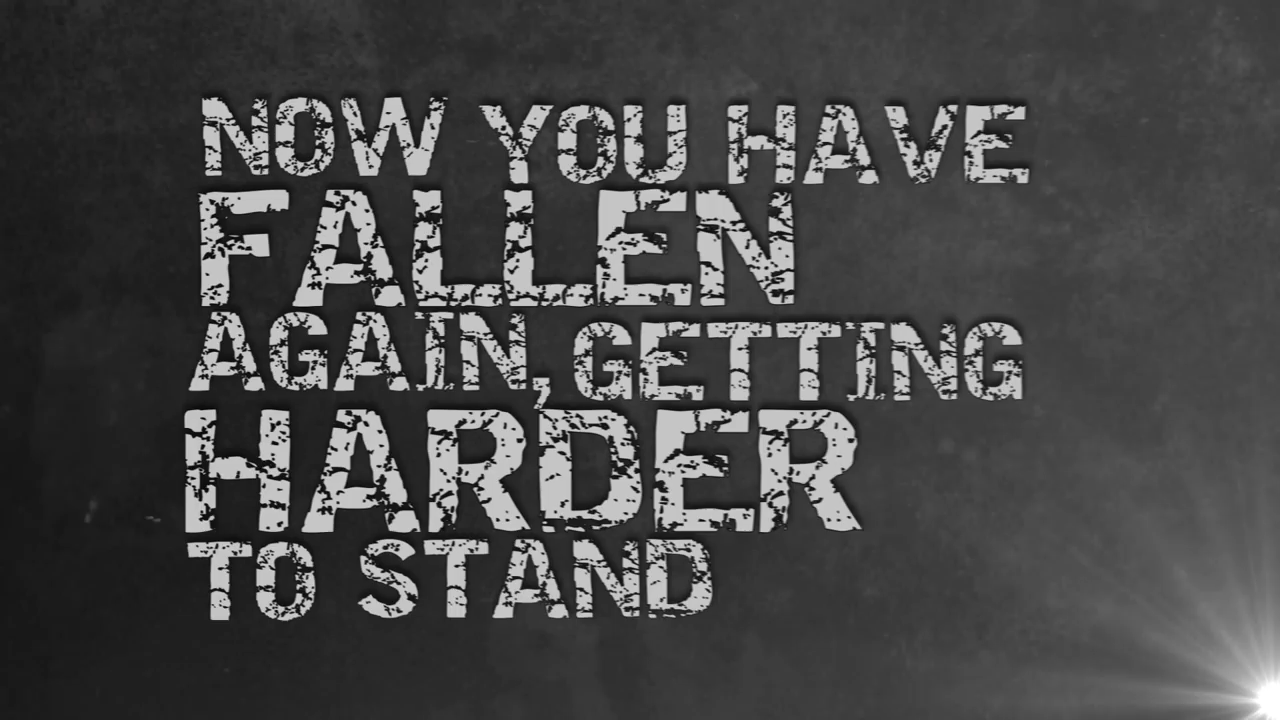 NOW YOU HAVE
FALLEN
AGAIN, GETTING
HARDER
TO STAND